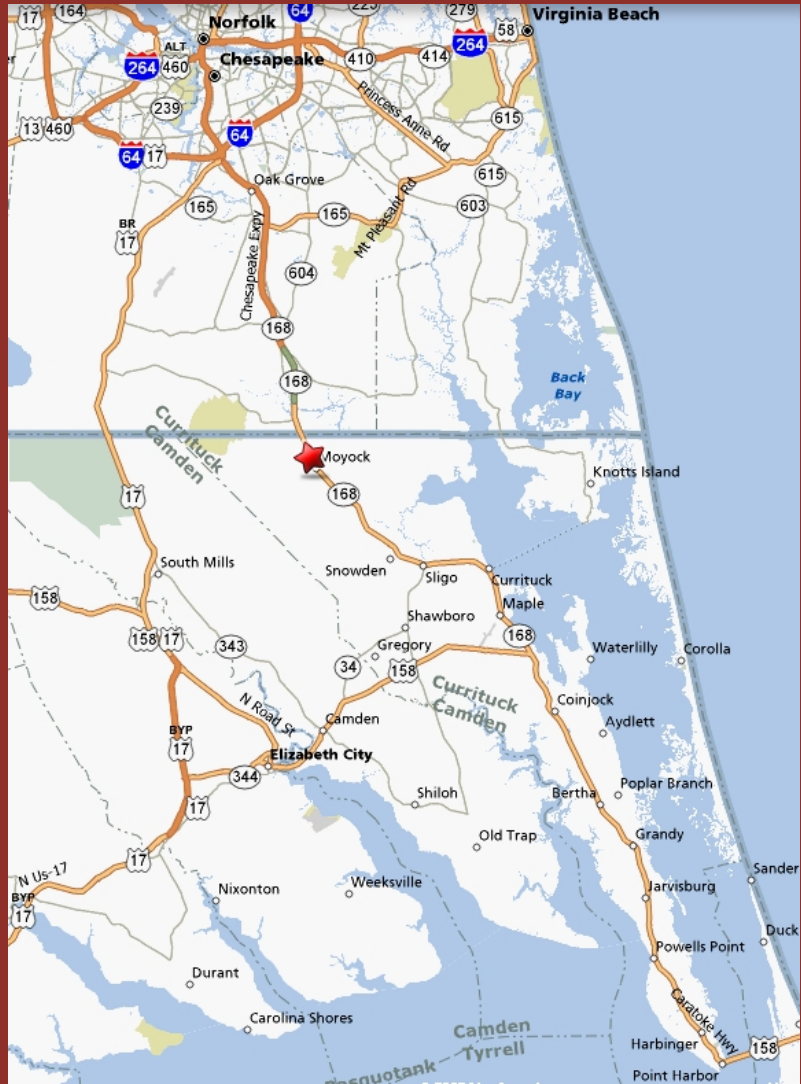 17
164
64
225
279
Virginia Beach
58
Norfolk
ALT
460
264
410
414
264
Chesapeake
239
Princess Anne Rd
13
460
64
615
64
17
Oak Grove
615
165
603
165
Mt Pleasant Rd
BR
17
Chesapeake Expy
604
168
168
Back
Bay
Currituck
Camden
Moyock
Knotts Island
168
17
South Mills
Snowden
Sligo
Currituck
158
Maple
Shawboro
158
17
343
168
Gregory
Waterlilly
Corolla
34
158
Currituck
Camden
N Road St
Coinjock
Camden
Aydlett
BYP
17
Elizabeth City
344
Poplar Branch
Bertha
Shiloh
17
Old Trap
Grandy
17
Sander
N Us-17
BYP
17
Nixonton
Weeksville
Jarvisburg
Duck
Powells Point
Durant
Caratoke Hwy
Carolina Shores
Camden
Tyrrell
Harbinger
158
Point Harbor